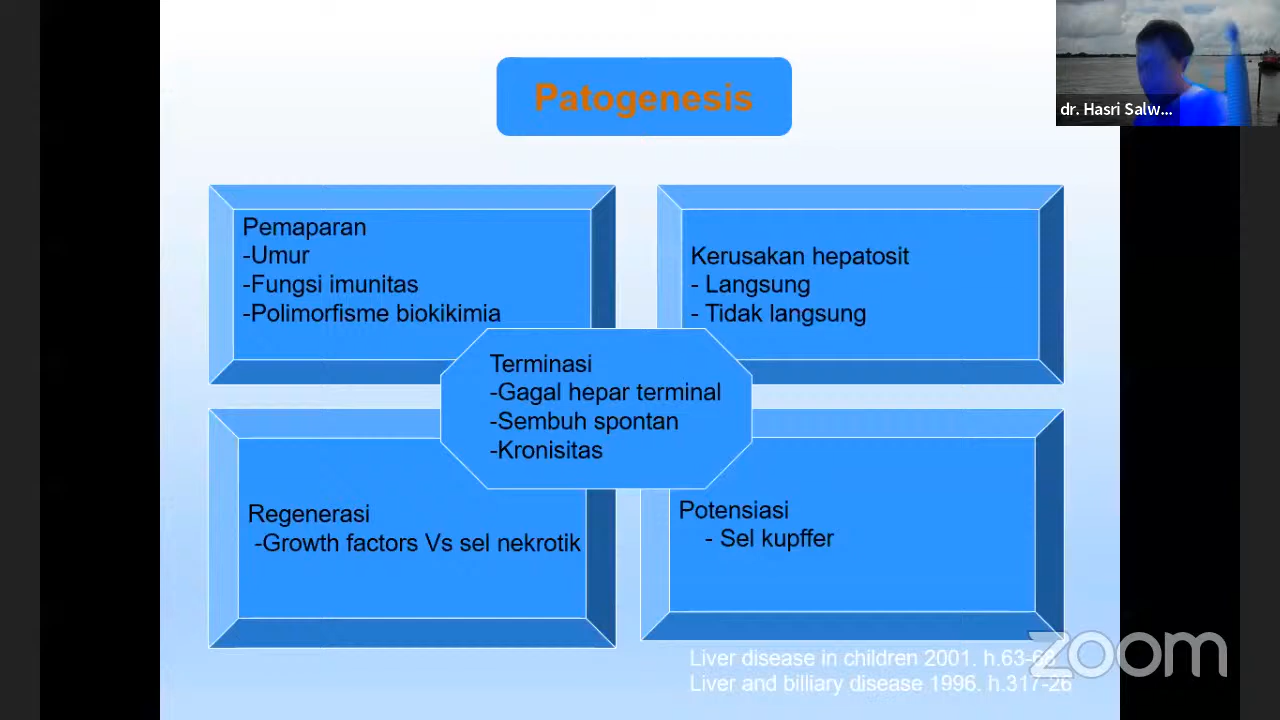 Patogenesis
dr. Hasri Salw...
Pemaparan
-Umur
-Fungsi imunitas
-Polimorfisme biokikimia
Kerusakan hepatosit
- Langsung
- Tidak langsung
Terminasi
-Gagal hepar terminal
-Sembuh spontan
-Kronisitas
Regenerasi
-Growth factors Vs sel nekrotik
Potensiasi
- Sel kupffer
Liver disease in children 2001. h.63-68
Liver and billiary disease 1996. h.317-26
zoom